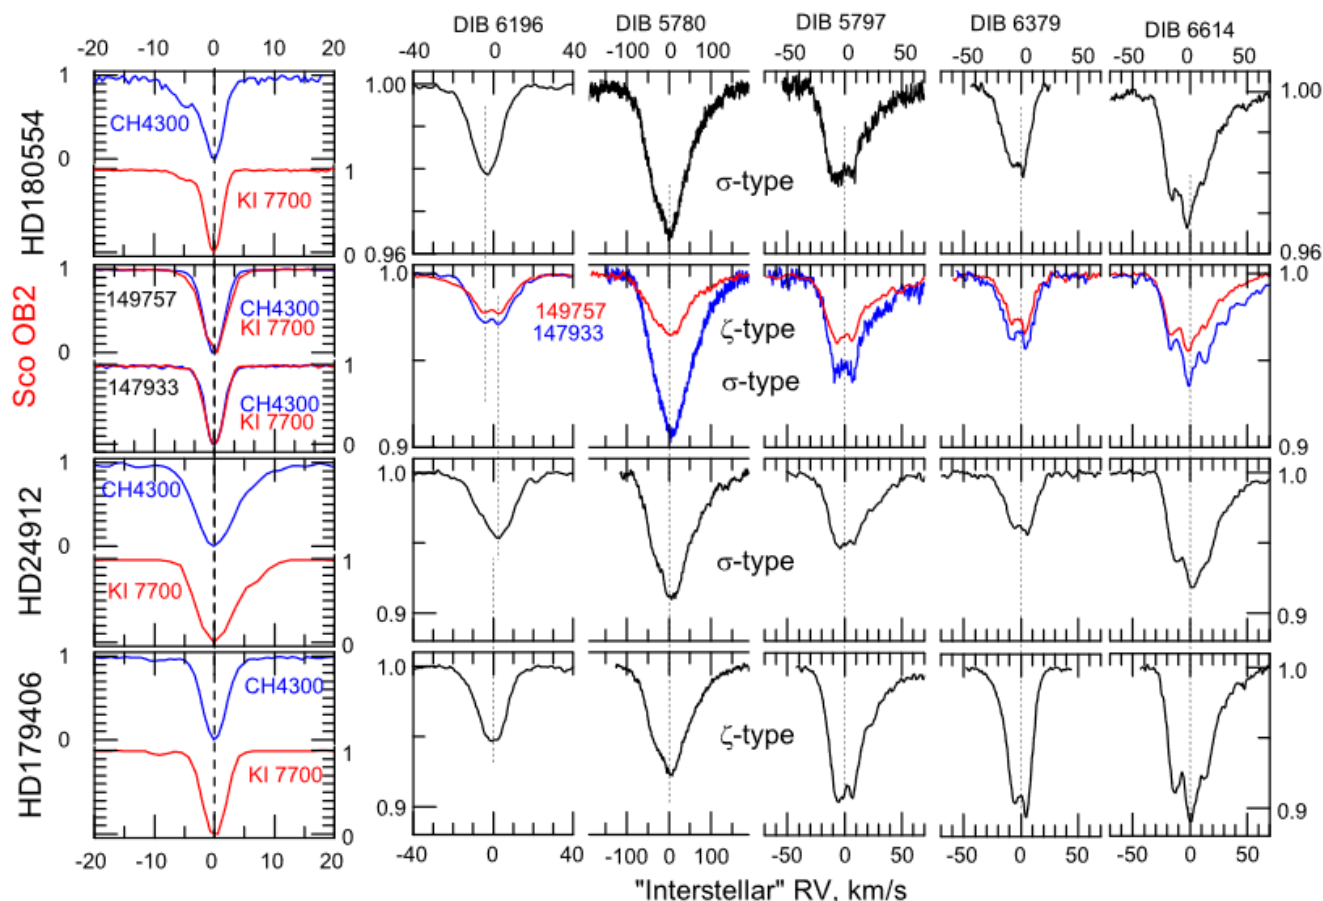 DIB 6196 DIB 5780 DIB 5797 DIB 6379 DIB 6614
-20 -10 0 10 20 -40 0 40 -100 0 100 -50 0 50 -50 0 50 -50 0 50
HD180554
1
CH4300
0
1
KI 7700
0
1.00
0.96
σ-type
1.00
0.96
Sco OB2
1
149757
CH4300
KI 7700
0
1
147933
CH4300
KI 7700
0
1.0
0.9
149757
147933
ζ-type
σ-type
1.0
0.9
HD24912
1
CH4300
0
1
KI 7700
0
1.0
0.9
σ-type
1.0
0.9
HD179406
1
CH4300
0
1
KI 7700
0
1.0
0.9
ζ-type
1.0
0.9
-20 -10 0 10 20 -40 0 40 -100 0 100 -50 0 50 -50 0 50 -50 0 50
"Interstellar" RV, km/s